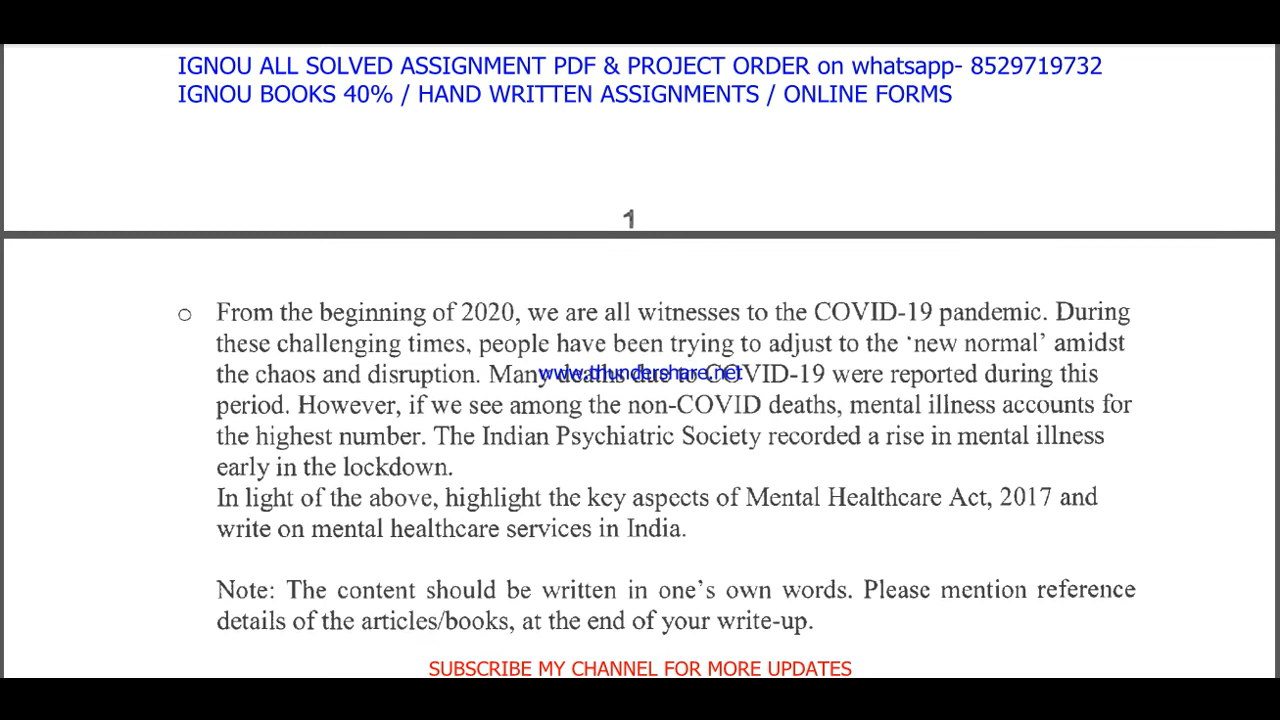 IGNOU ALL SOLVED ASSIGNMENT PDF & PROJECT ORDER on whatsapp- 8529719732
IGNOU BOOKS 40% / HAND WRITTEN ASSIGNMENTS / ONLINE FORMS
1
o From the beginning of 2020, we are all witnesses to the COVID-19 pandemic. During
these challenging times, people have been trying to adjust to the ‘new normal’ amidst
the chaos and disruption. Many deaths due to COVID-19 were reported during this
www.thundershare.net
period. However, if we see among the non-COVID deaths, mental illness accounts for
the highest number. The Indian Psychiatric Society recorded a rise in mental illness
early in the lockdown.
In light of the above, highlight the key aspects of Mental Healthcare Act, 2017 and
write on mental healthcare services in India.
Note: The content should be written in one’s own words. Please mention reference
details of the articles/books, at the end of your write-up.
SUBSCRIBE MY CHANNEL FOR MORE UPDATES